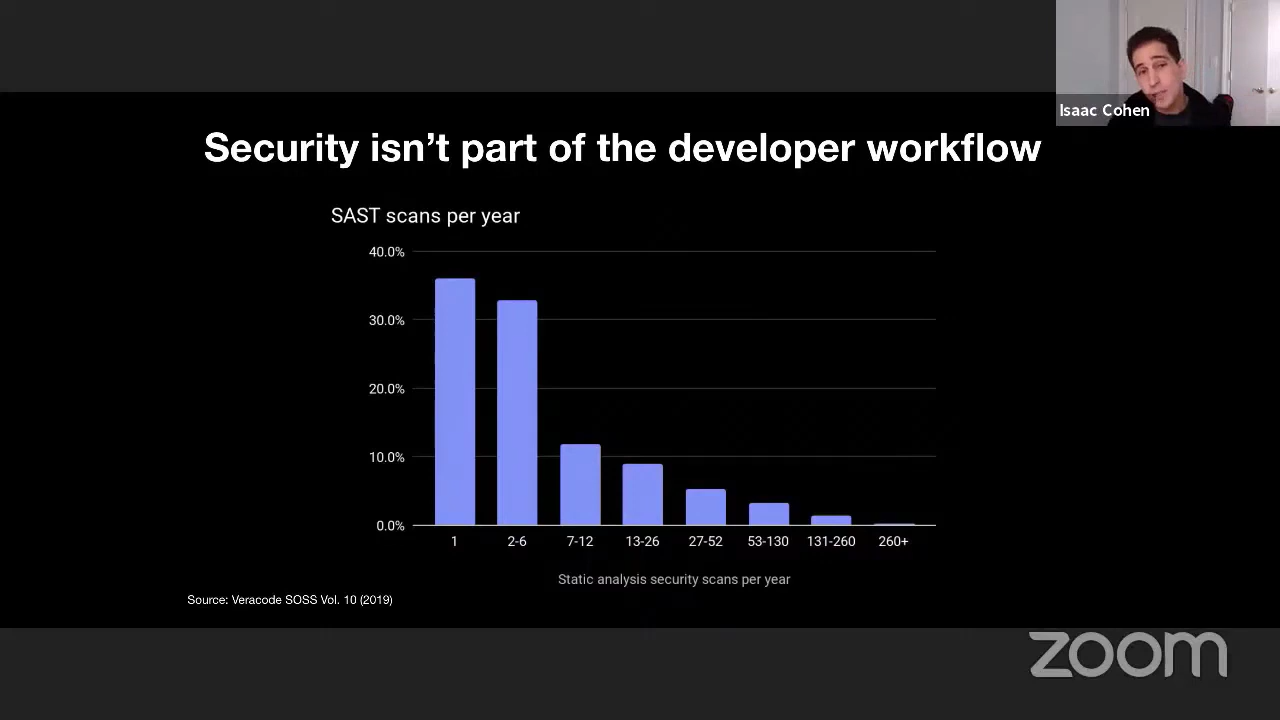 Isaac Cohen
Security isn’t part of the developer workflow
SAST scans per year
40.0%
30.0%
20.0%
10.0%
0.0%
1 2-6 7-12 13-26 27-52 53-130 131-260 260+
Static analysis security scans per year
Source: Veracode SOSS Vol. 10 (2019)
zoom